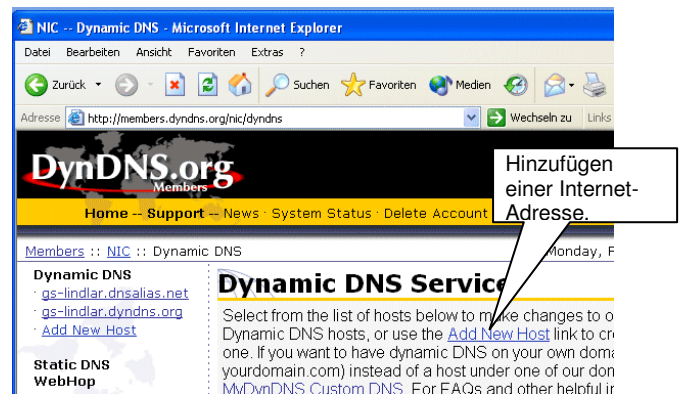 NIC -- Dynamic DNS - Microsoft Internet Explorer
Datei Bearbeiten Ansicht Favoriten Extras ?
Zurück Suchen Favoriten Medien
Adresse http://members.dyndns.org/nic/dyndns Wechseln zu Links
DynDNS.org
Members
Hinzufügen
einer Internet-
Adresse.
Home -- Support -- News · System Status · Delete Account
Members :: NIC :: Dynamic DNS Monday, F
Dynamic DNS
· gs-lindlar.dnsalias.net
· gs-lindlar.dyndns.org
· Add New Host
Static DNS
WebHop
Dynamic DNS Service
Select from the list of hosts below to make changes to o
Dynamic DNS hosts, or use the Add New Host link to cre
one. If you want to have dynamic DNS on your own doma
yourdomain.com) instead of a host under one of our don
MyDynDNS Custom DNS. For FAQs and other helpful in